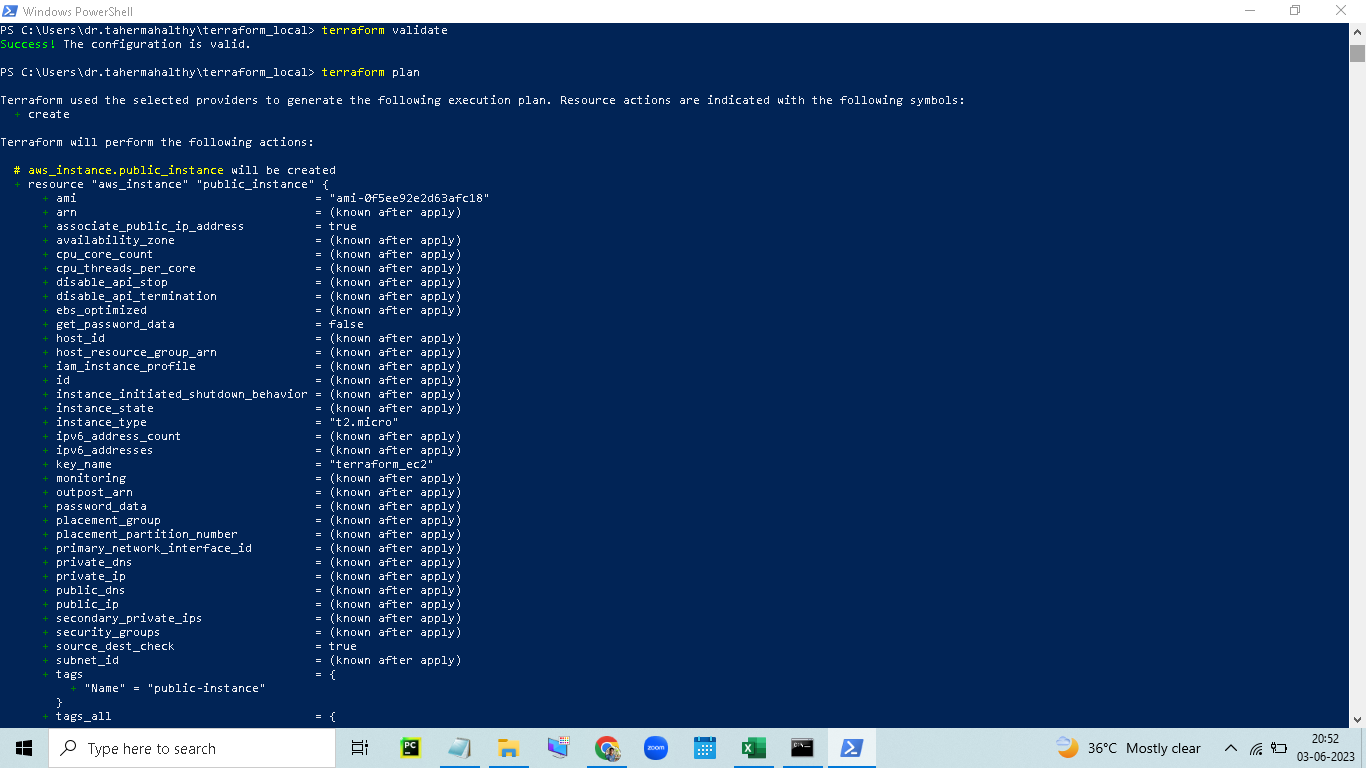 Windows PowerShell
PS C:\Users\dr.tahermahalthy\terraform_local> terraform validate
Success! The configuration is valid.
PS C:\Users\dr.tahermahalthy\terraform_local> terraform plan
Terraform used the selected providers to generate the following execution plan. Resource actions are indicated with the following symbols:
+ create
Terraform will perform the following actions:
# aws_instance.public_instance will be created
+ resource "aws_instance" "public_instance" {
+ ami = "ami-0f5ee92e2d63afc18"
+ arn = (known after apply)
+ associate_public_ip_address = true
+ availability_zone = (known after apply)
+ cpu_core_count = (known after apply)
+ cpu_threads_per_core = (known after apply)
+ disable_api_stop = (known after apply)
+ disable_api_termination = (known after apply)
+ ebs_optimized = (known after apply)
+ get_password_data = false
+ host_id = (known after apply)
+ host_resource_group_arn = (known after apply)
+ iam_instance_profile = (known after apply)
+ id = (known after apply)
+ instance_initiated_shutdown_behavior = (known after apply)
+ instance_state = (known after apply)
+ instance_type = "t2.micro"
+ ipv6_address_count = (known after apply)
+ ipv6_addresses = (known after apply)
+ key_name = "terraform_ec2"
+ monitoring = (known after apply)
+ outpost_arn = (known after apply)
+ password_data = (known after apply)
+ placement_group = (known after apply)
+ placement_partition_number = (known after apply)
+ primary_network_interface_id = (known after apply)
+ private_dns = (known after apply)
+ private_ip = (known after apply)
+ public_dns = (known after apply)
+ public_ip = (known after apply)
+ secondary_private_ips = (known after apply)
+ security_groups = (known after apply)
+ source_dest_check = true
+ subnet_id = (known after apply)
+ tags = {
+ "Name" = "public-instance"
}
+ tags_all = {
Type here to search
PC
zoom
36°C Mostly clear
20:52
03-06-2023